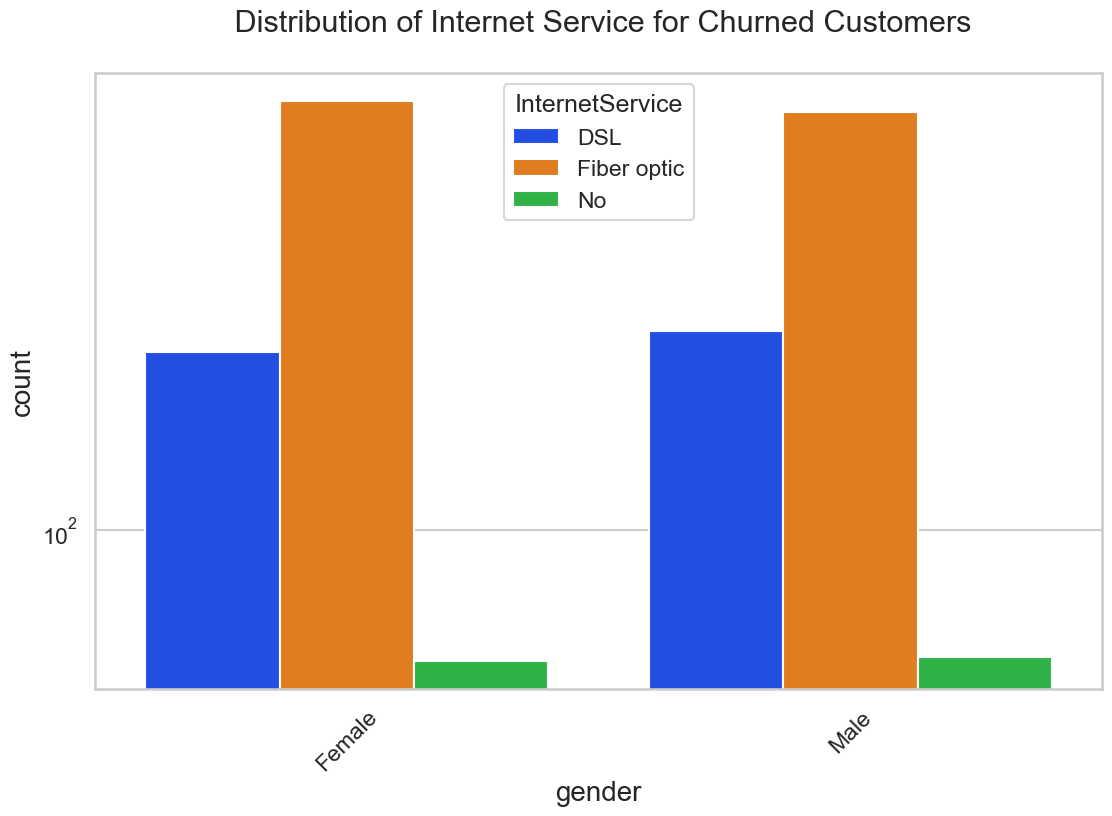 Distribution of Internet Service for Churned Customers
InternetService
DSL
Fiber optic
No
count
10²
Female
Male
gender